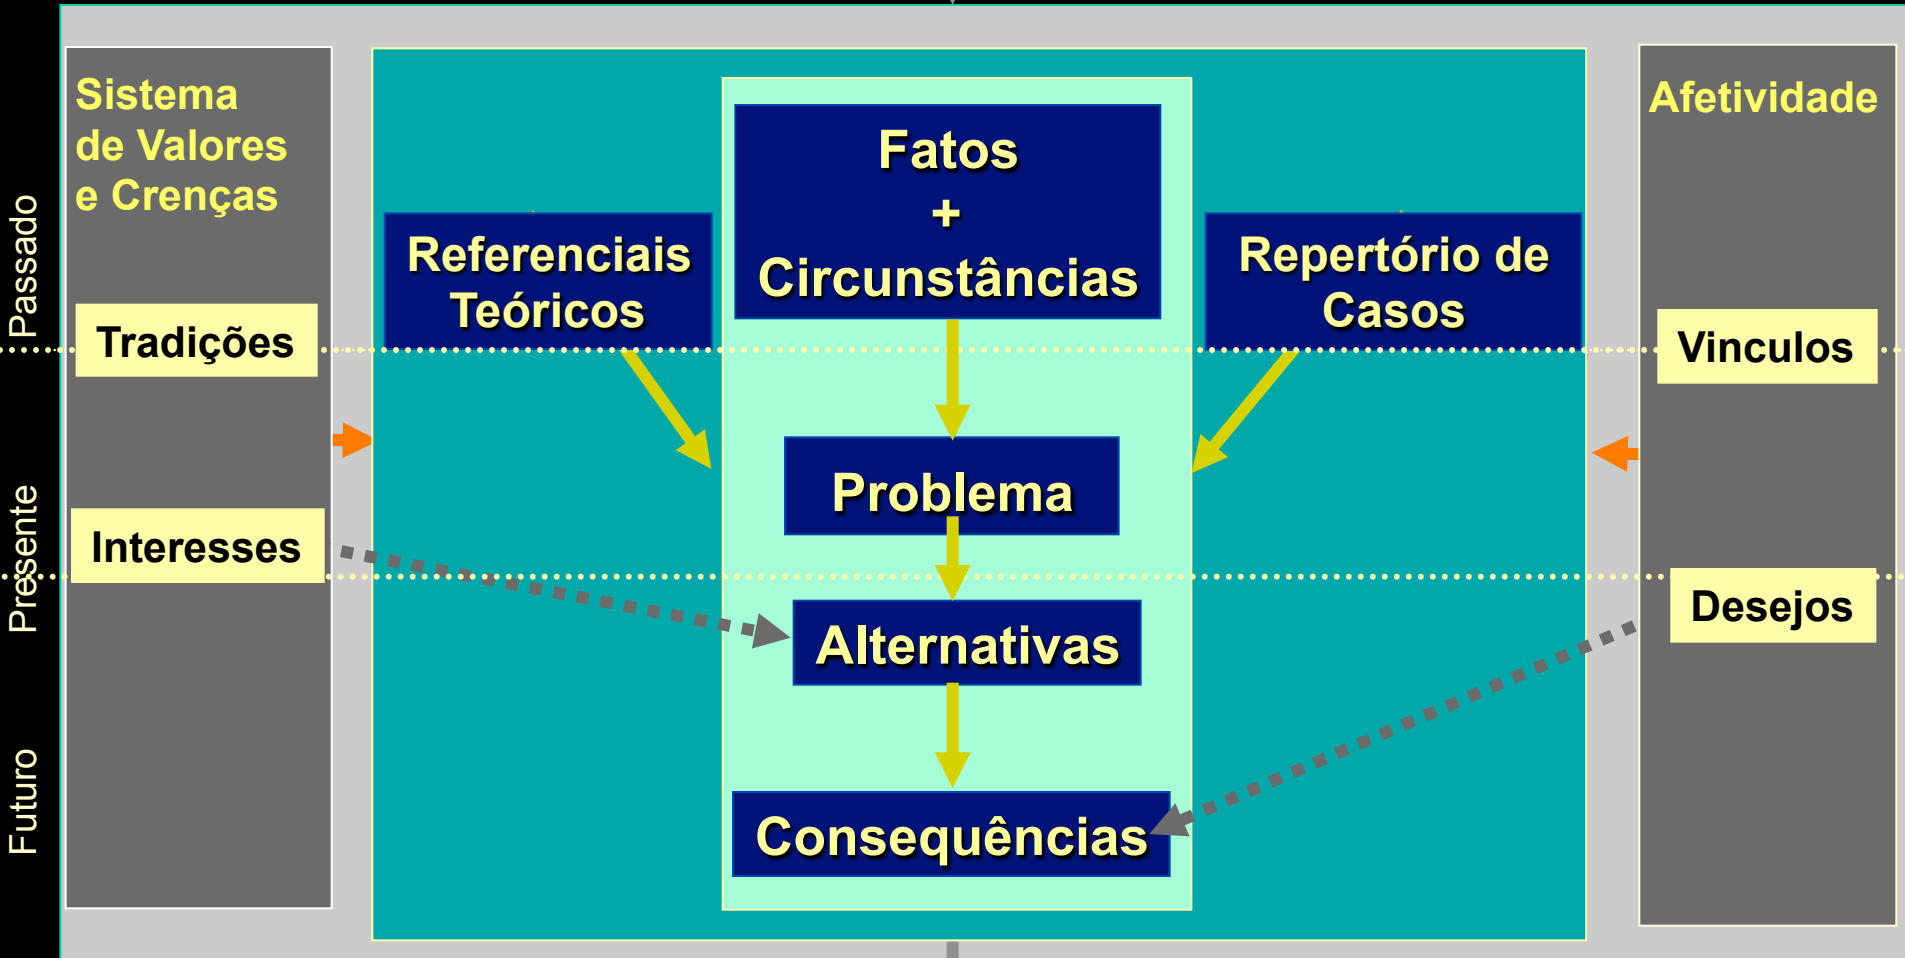 Sistema
de Valores
e Crenças
Tradições
Interesses
Referenciais
Teóricos
Fatos
+
Circunstâncias
Repertório de
Casos
Problema
Alternativas
Consequências
Afetividade
Vinculos
Desejos
Passado
Presente
Futuro